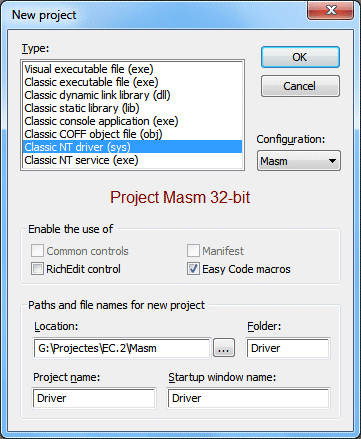 New project
Type:
Visual executable file (exe)
Classic executable file (exe)
Classic dynamic link library (dll)
Classic static library (lib)
Classic console application (exe)
Classic COFF object file (obj)
Classic NT driver (sys)
Classic NT service (exe)
OK
Cancel
Configuration:
Masm
Project Masm 32-bit
Enable the use of
Common controls
Manifest
RichEdit control
Easy Code macros
Paths and file names for new project
Location:
Folder:
G:\Projectes\EC.2\Masm
...
Driver
Project name:
Startup window name:
Driver
Driver